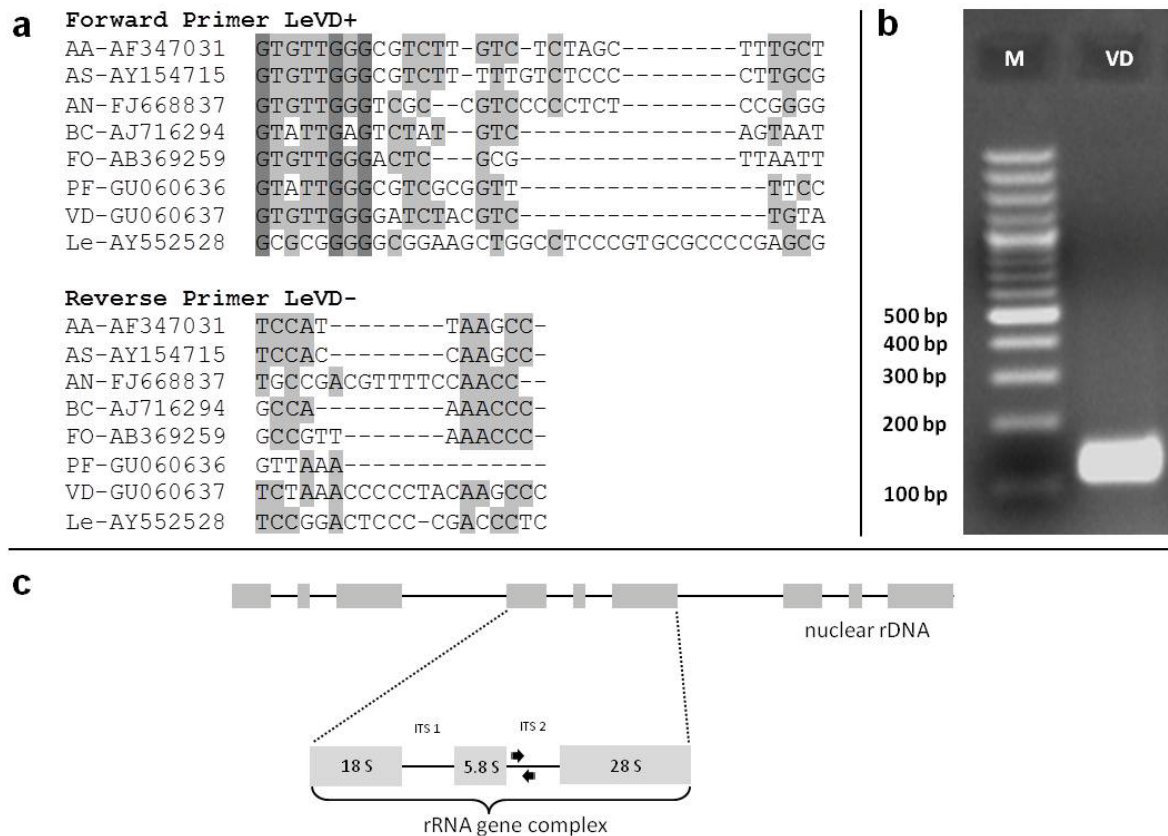 a
Forward Primer LeVD+
AA-AF347031 GTGTTGGGCGTCTT-GTC-TCTAGC--------TTTGCT
AS-AY154715 GTGTTGGGCGTCTT-TTTGTCTCCC--------CTTGCG
AN-FJ668837 GTGTTGGGTCGC--CGTCCCCCTCT--------CCGGGG
BC-AJ716294 GTATTGAGTCTAT--GTC---------------AGTAAT
FO-AB369259 GTGTTGGGACTC---GCG---------------TTAATT
PF-GU060636 GTATTGGGCGTCGCGGTT-----------------TTCC
VD-GU060637 GTGTTGGGGATCTACGTC-----------------TGTA
Le-AY552528 GCGCGGGGGCGGAAGCTGGCCTCCCGTGCGCCCCGAGCG
Reverse Primer LeVD-
AA-AF347031 TCCAT--------TAAGCC-
AS-AY154715 TCCAC--------CAAGCC-
AN-FJ668837 TGCCGACGTTTTCCAACC--
BC-AJ716294 GCCA---------AAACCC-
FO-AB369259 GCCGTT-------AAACCC-
PF-GU060636 GTTAAA--------------
VD-GU060637 TCTAAACCCCCTACAAGCCC
Le-AY552528 TCCGGACTCCC-CGACCCTC
b
M VD
500 bp
400 bp
300 bp
200 bp
100 bp
c
nuclear rDNA
ITS 1 ITS 2
18 S 5.8 S 28 S
rRNA gene complex